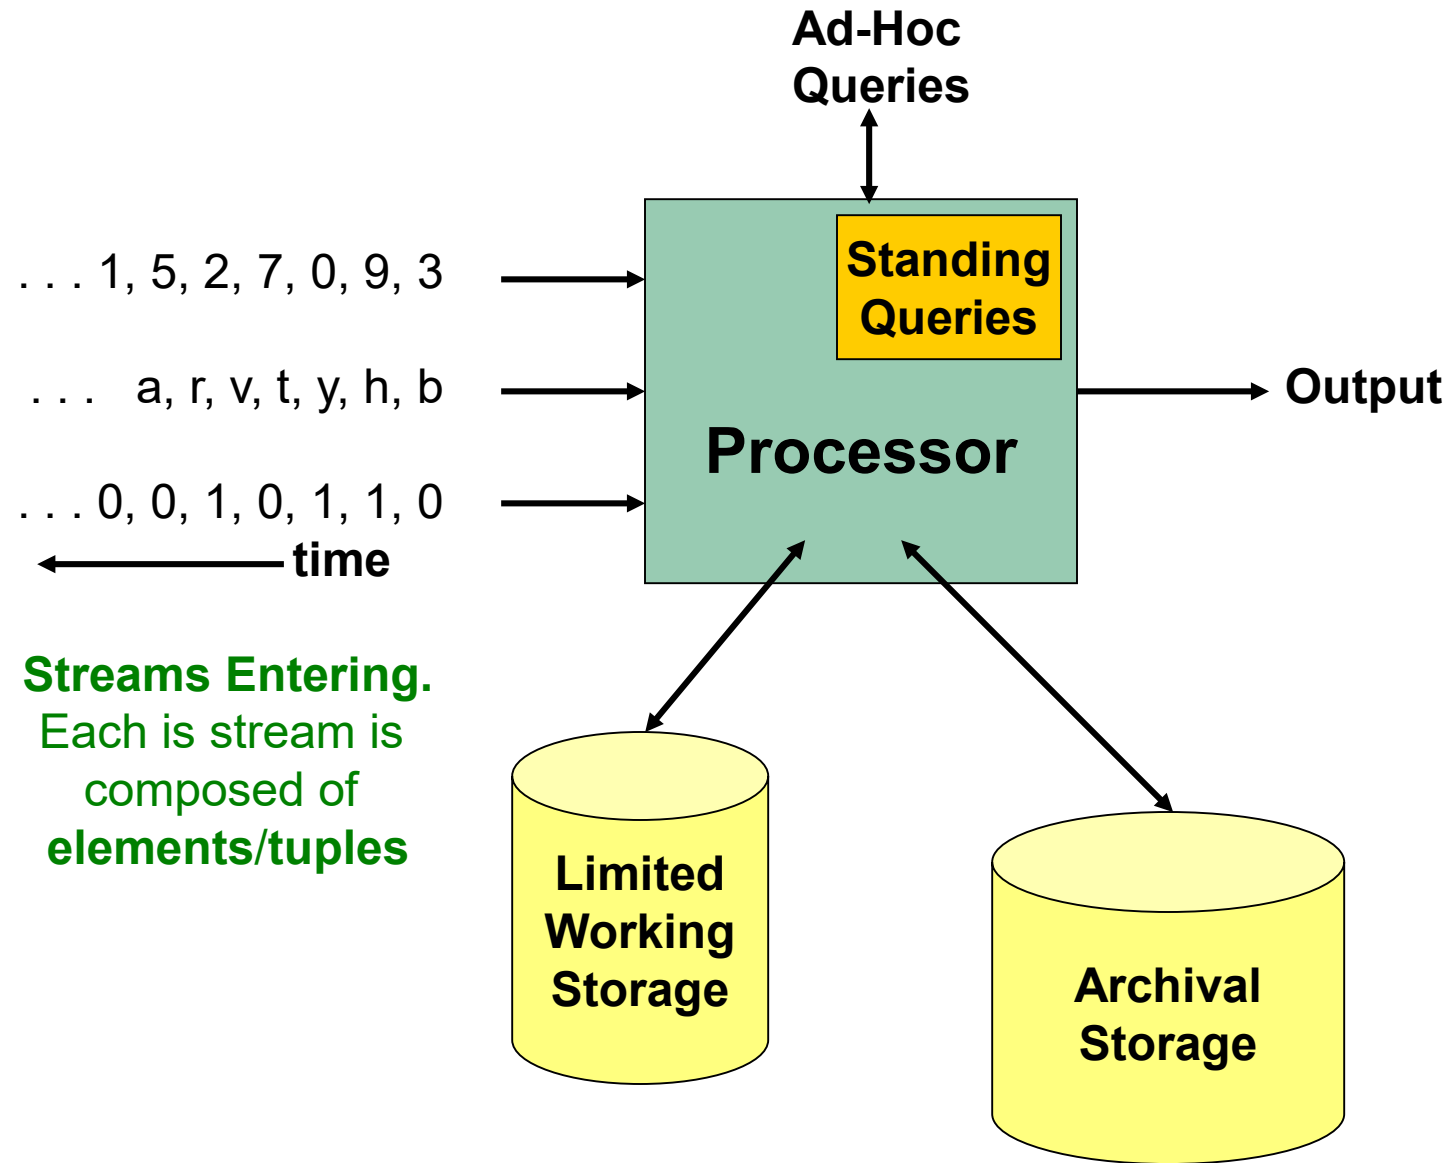 Ad-Hoc
Queries
. . . 1, 5, 2, 7, 0, 9, 3
. . . a, r, v, t, y, h, b
. . . 0, 0, 1, 0, 1, 1, 0
time
Streams Entering.
Each is stream is
composed of
elements/tuples
Standing
Queries
Processor
Output
Limited
Working
Storage
Archival
Storage